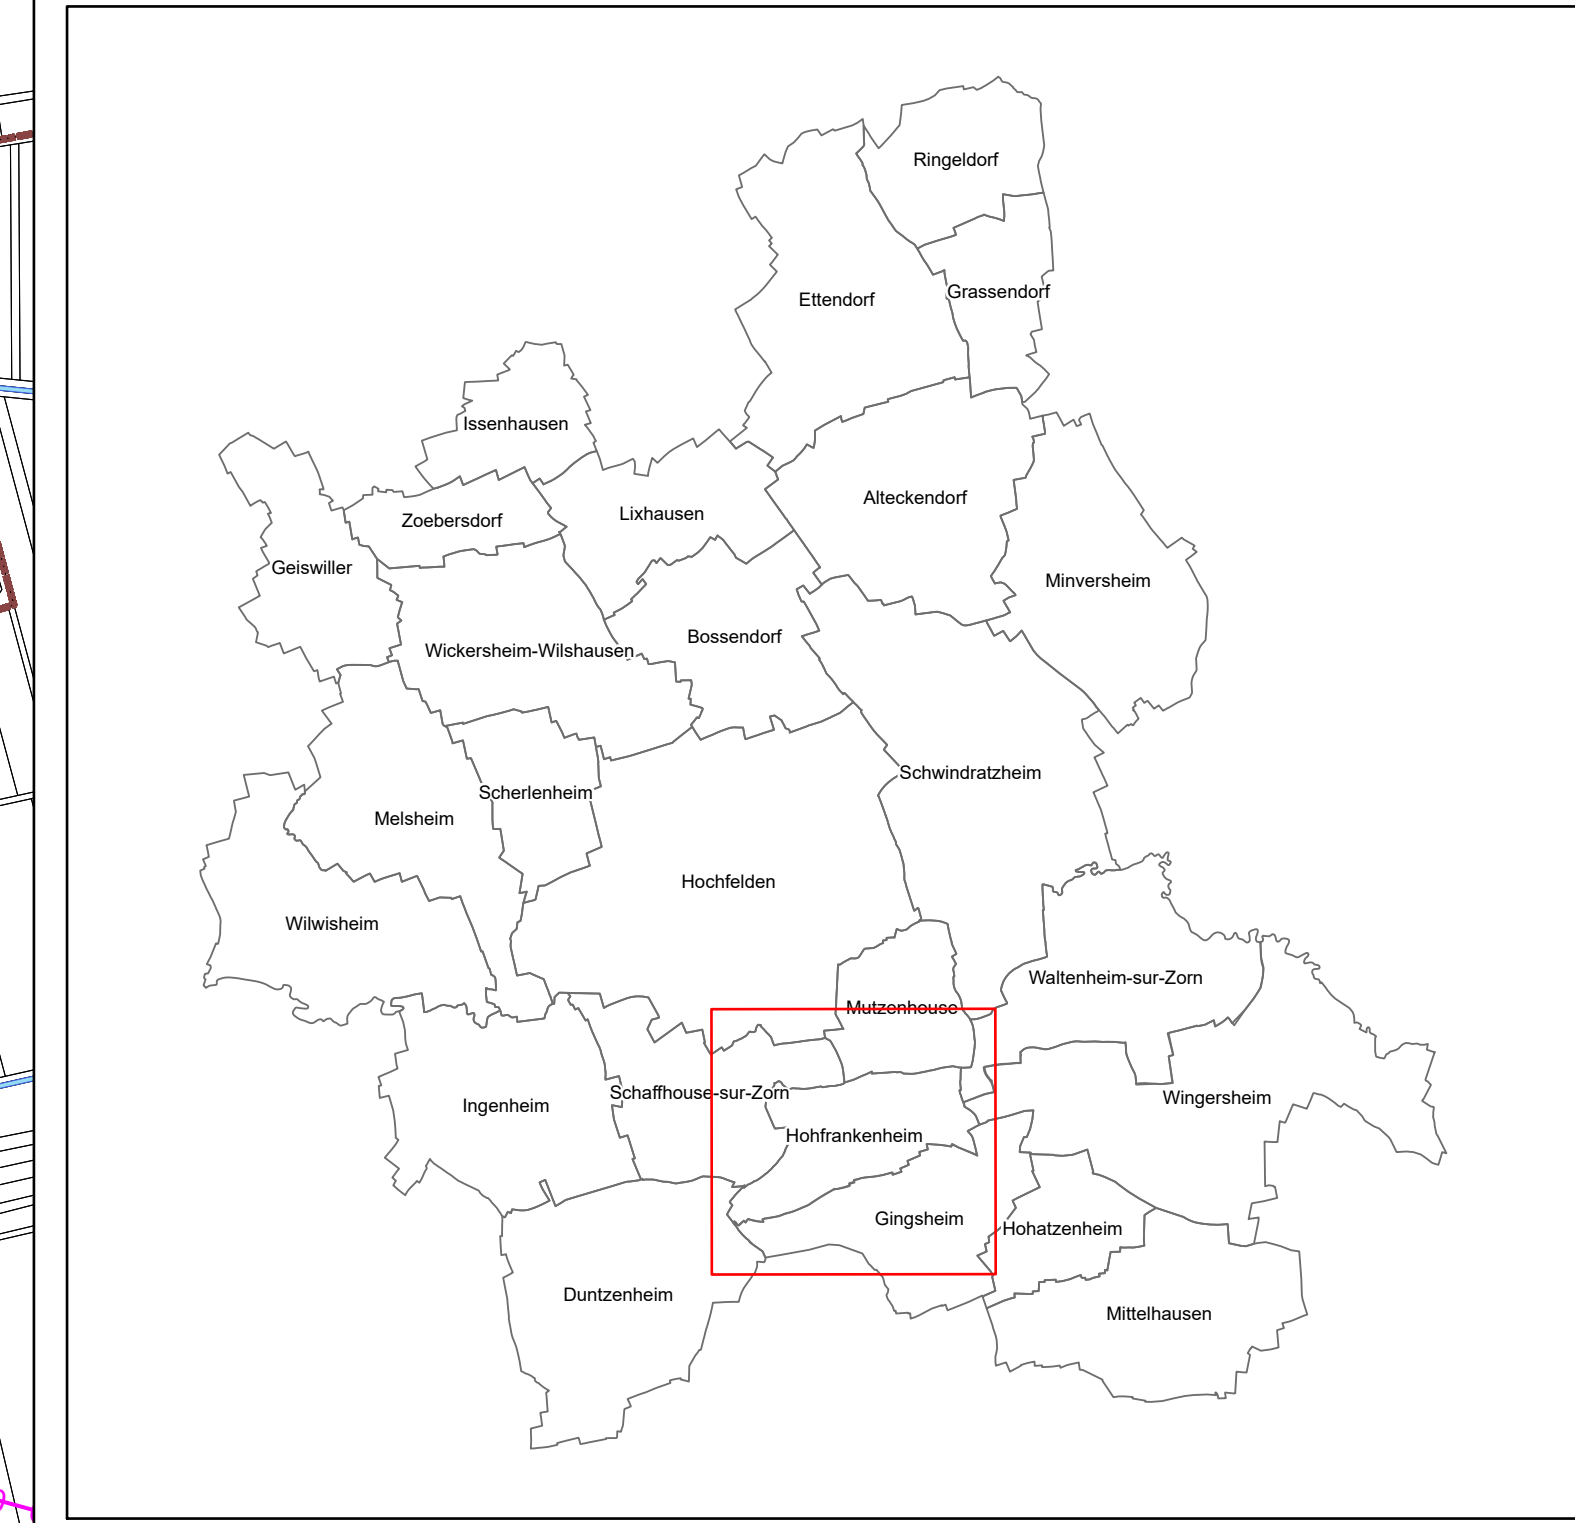 Ringeldorf
Grassendorf
Ettendorf
Issenhausen
Alteckendorf
Lixhausen
Zoebersdorf
Geiswiller
Minversheim
Bossendorf
Wickersheim-Wilshausen
Schwindratzheim
Scherlenheim
Melsheim
Hochfelden
Wilwisheim
Waltenheim-sur-Zorn
Mutzenhouse
Schaffhouse-sur-Zorn
Wingersheim
Ingenheim
Hohfrankenheim
Gingsheim
Hohatzenheim
Duntzenheim
Mittelhausen